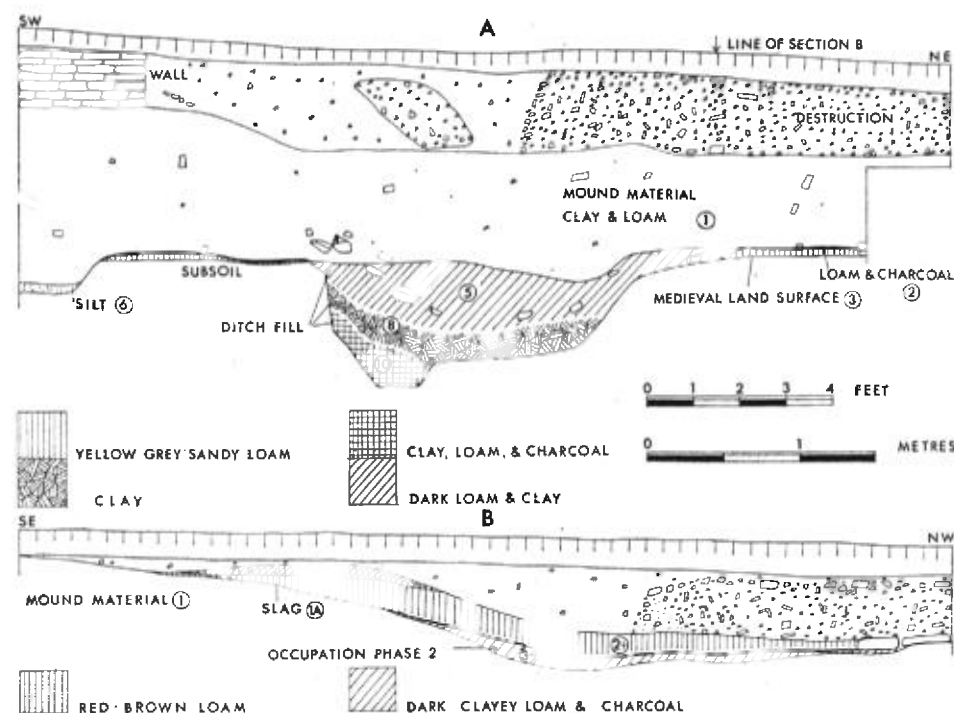 SW
A
LINE OF SECTION B
NE
WALL
DESTRUCTION
MOUND MATERIAL
CLAY & LOAM ①
SUBSOIL
LOAM & CHARCOAL
②
MEDIEVAL LAND SURFACE ③
SILT ⑥
⑤
DITCH FILL
⑧
0 1 2 3 4 FEET
0 1 METRES
YELLOW GREY SANDY LOAM
CLAY
CLAY, LOAM, & CHARCOAL
DARK LOAM & CLAY
SE
B
NW
MOUND MATERIAL ①
SLAG 1A
OCCUPATION PHASE 2
RED-BROWN LOAM
DARK CLAYEY LOAM & CHARCOAL